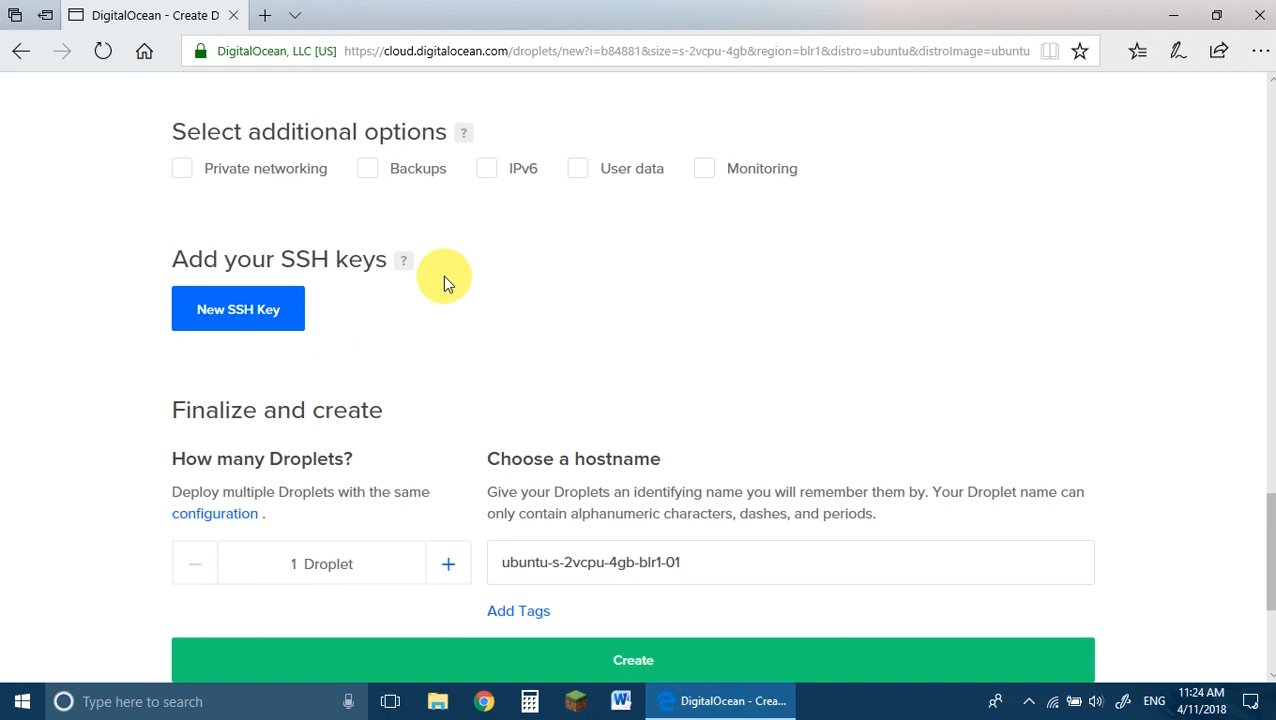 DigitalOcean - Create D
DigitalOcean, LLC [US] https://cloud.digitalocean.com/droplets/new?i=b84881&size=s-2vcpu-4gb&region=blr1&distro=ubuntu&distroImage=ubuntu
Select additional options ?
Private networking Backups IPv6 User data Monitoring
Add your SSH keys ?
New SSH Key
Finalize and create
How many Droplets?
Deploy multiple Droplets with the same
configuration .
1 Droplet
Choose a hostname
Give your Droplets an identifying name you will remember them by. Your Droplet name can
only contain alphanumeric characters, dashes, and periods.
ubuntu-s-2vcpu-4gb-blr1-01
Add Tags
Create
Type here to search
DigitalOcean - Crea...
ENG
11:24 AM
4/11/2018